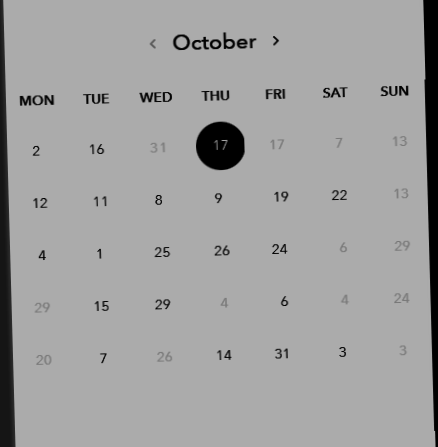 ‹ October ›
MON TUE WED THU FRI SAT SUN
2 16 31 17 17 7 13
12 11 8 9 19 22 13
4 1 25 26 24 6 29
29 15 29 4 6 4 24
20 7 26 14 31 3 3